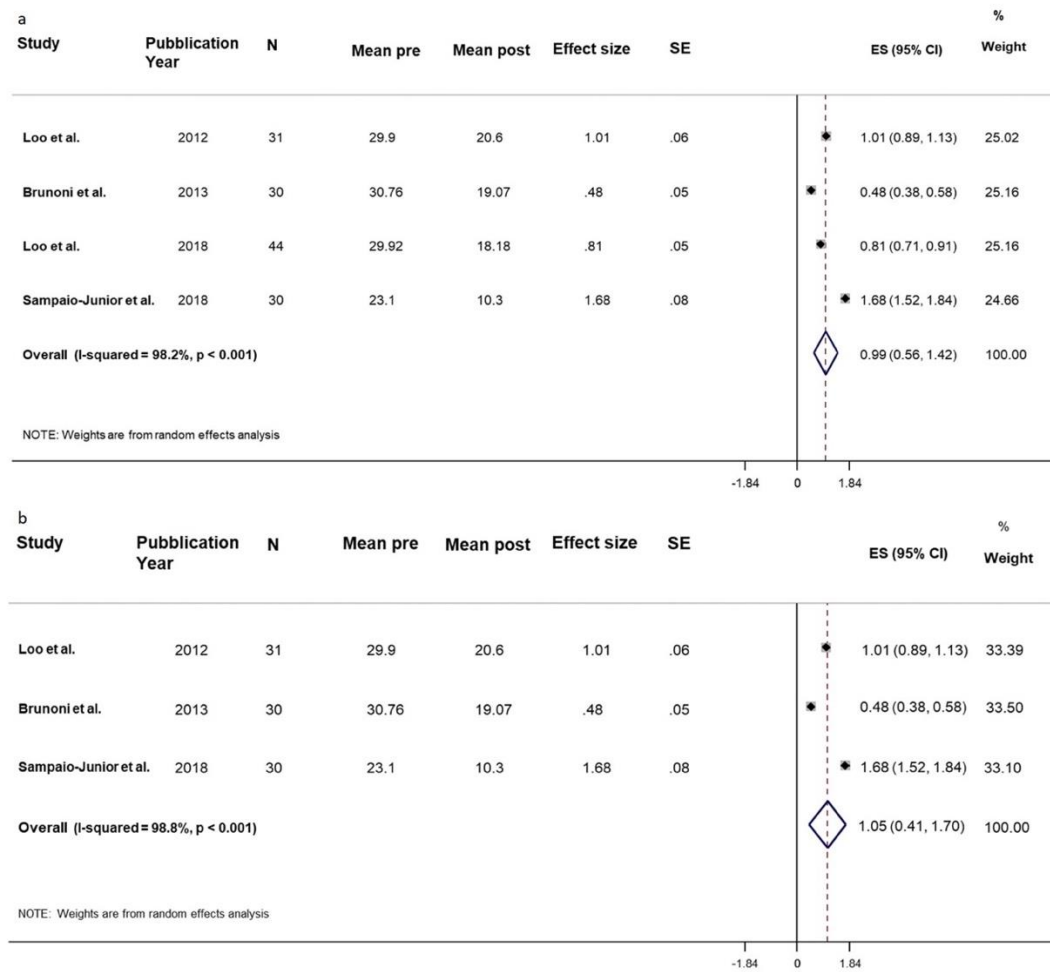 a
Study Pubblication Year N Mean pre Mean post Effect size SE ES (95% CI) % Weight
Loo et al. 2012 31 29.9 20.6 1.01 .06 1.01 (0.89, 1.13) 25.02
Brunoni et al. 2013 30 30.76 19.07 .48 .05 0.48 (0.38, 0.58) 25.16
Loo et al. 2018 44 29.92 18.18 .81 .05 0.81 (0.71, 0.91) 25.16
Sampaio-Junior et al. 2018 30 23.1 10.3 1.68 .08 1.68 (1.52, 1.84) 24.66
Overall (I-squared = 98.2%, p < 0.001) 0.99 (0.56, 1.42) 100.00
NOTE: Weights are from random effects analysis
-1.84 0 1.84
b
Study Pubblication Year N Mean pre Mean post Effect size SE ES (95% CI) % Weight
Loo et al. 2012 31 29.9 20.6 1.01 .06 1.01 (0.89, 1.13) 33.39
Brunoni et al. 2013 30 30.76 19.07 .48 .05 0.48 (0.38, 0.58) 33.50
Sampaio-Junior et al. 2018 30 23.1 10.3 1.68 .08 1.68 (1.52, 1.84) 33.10
Overall (I-squared = 98.8%, p < 0.001) 1.05 (0.41, 1.70) 100.00
NOTE: Weights are from random effects analysis
-1.84 0 1.84